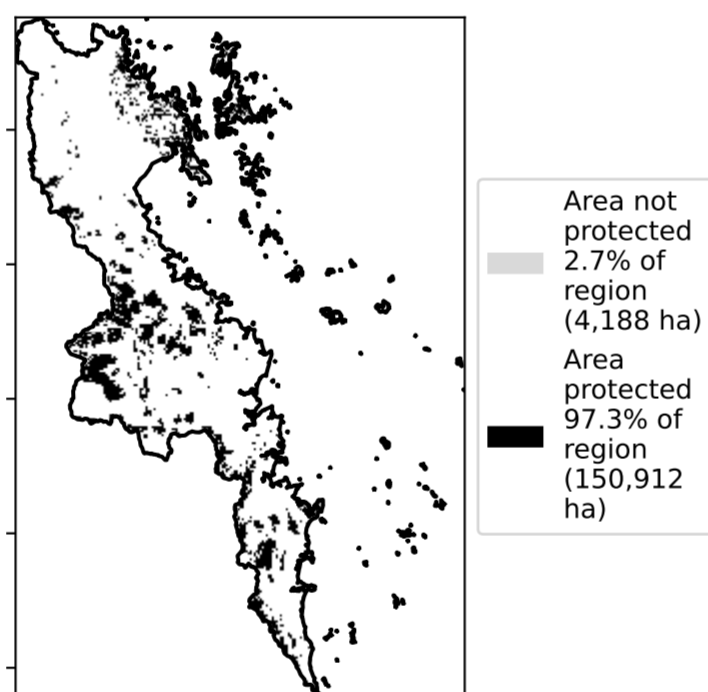 Area not
protected
2.7% of
region
(4,188 ha)
Area
protected
97.3% of
region
(150,912
ha)